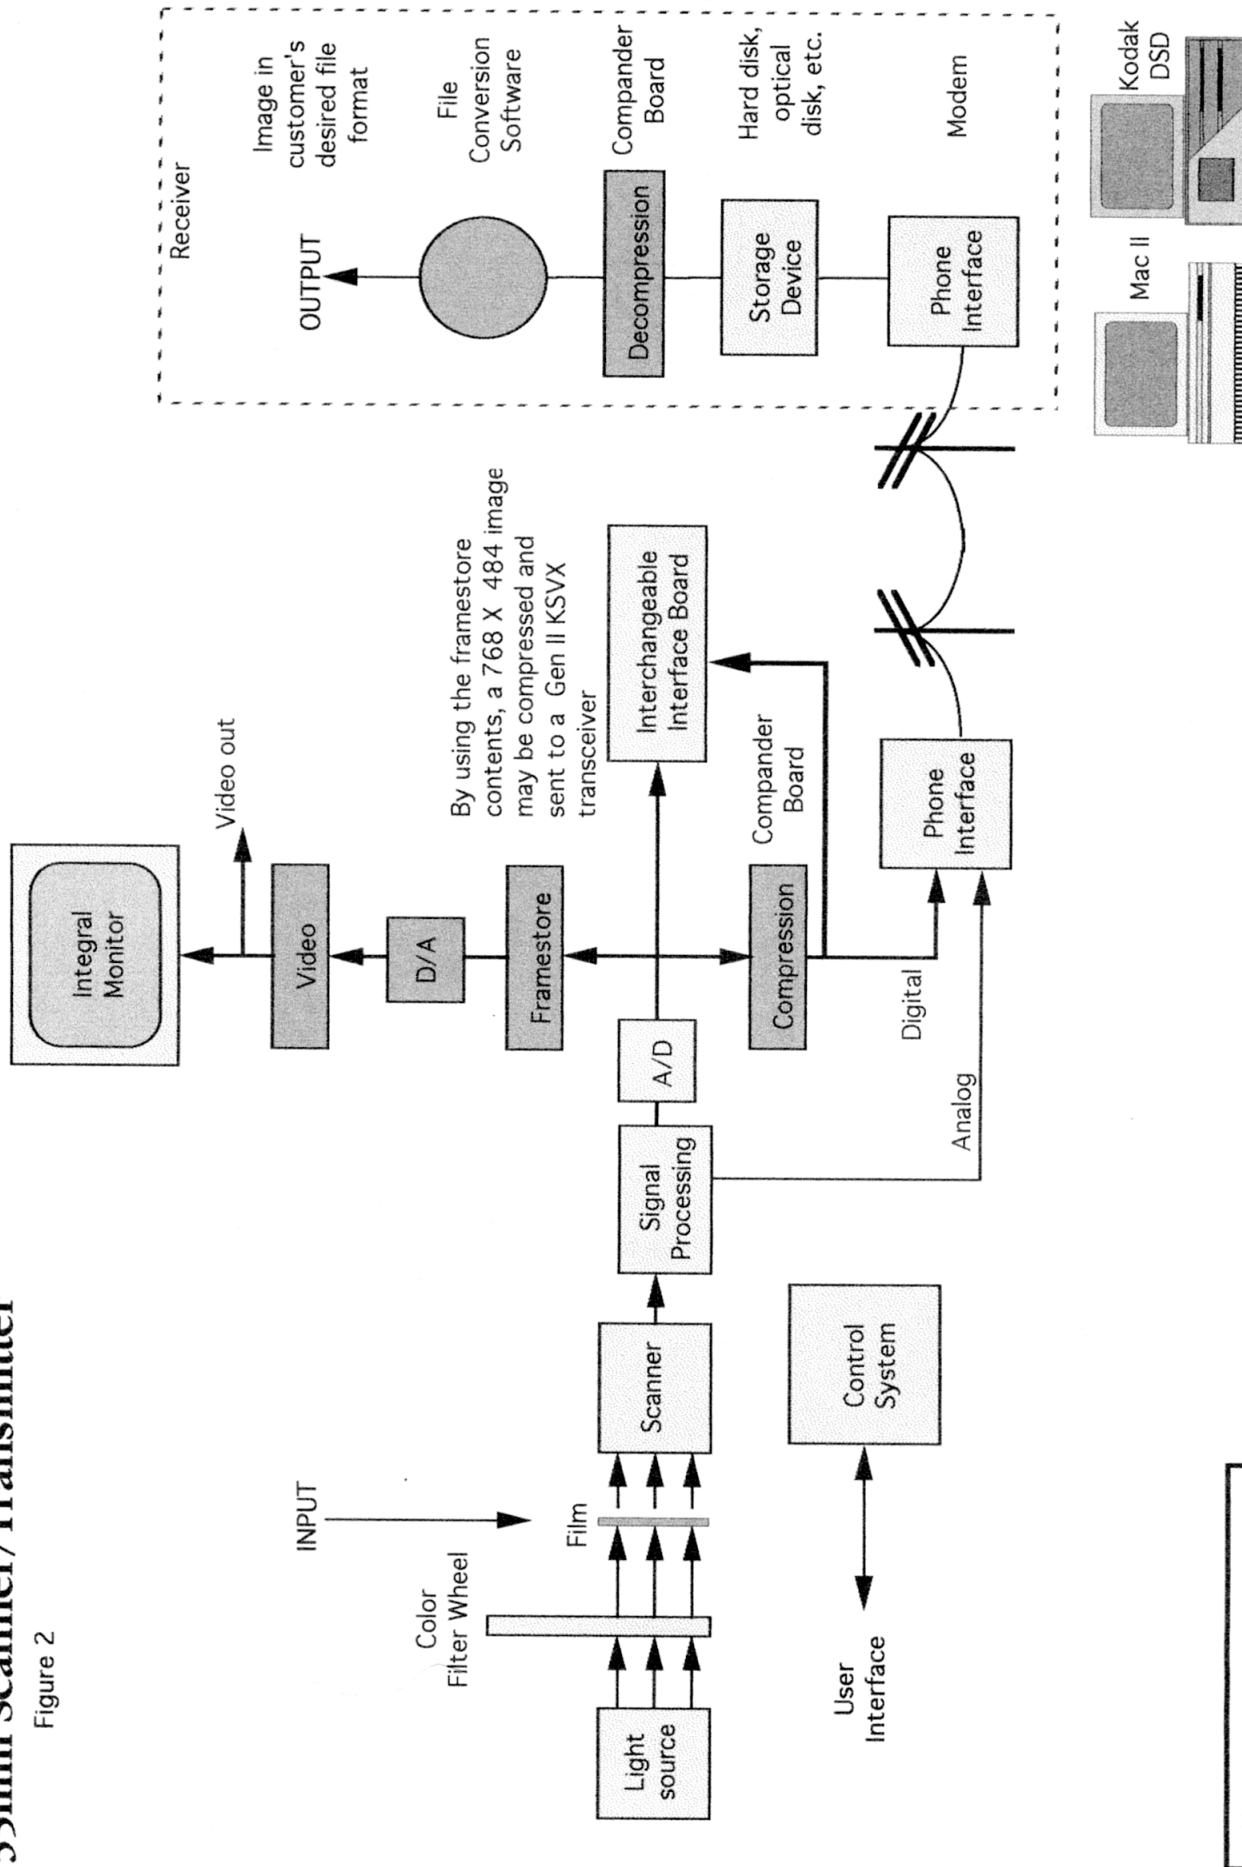 35mm Scanner/Transmitter
Figure 2
Integral
Monitor
Video out
Video
D/A
Framestore
By using the framestore
contents, a 768 X 484 image
may be compressed and
sent to a Gen II KSVX
transceiver
INPUT
Color
Filter Wheel
Film
Light
source
Scanner
Signal
Processing
A/D
Interchangeable
Interface Board
Compression
Compander
Board
Digital
Analog
Phone
Interface
User
Interface
Control
System
Receiver
OUTPUT
Image in
customer's
desired file
format
File
Conversion
Software
Decompression
Compander
Board
Storage
Device
Hard disk,
optical
disk, etc.
Phone
Interface
Modem
Mac II
Kodak
DSD